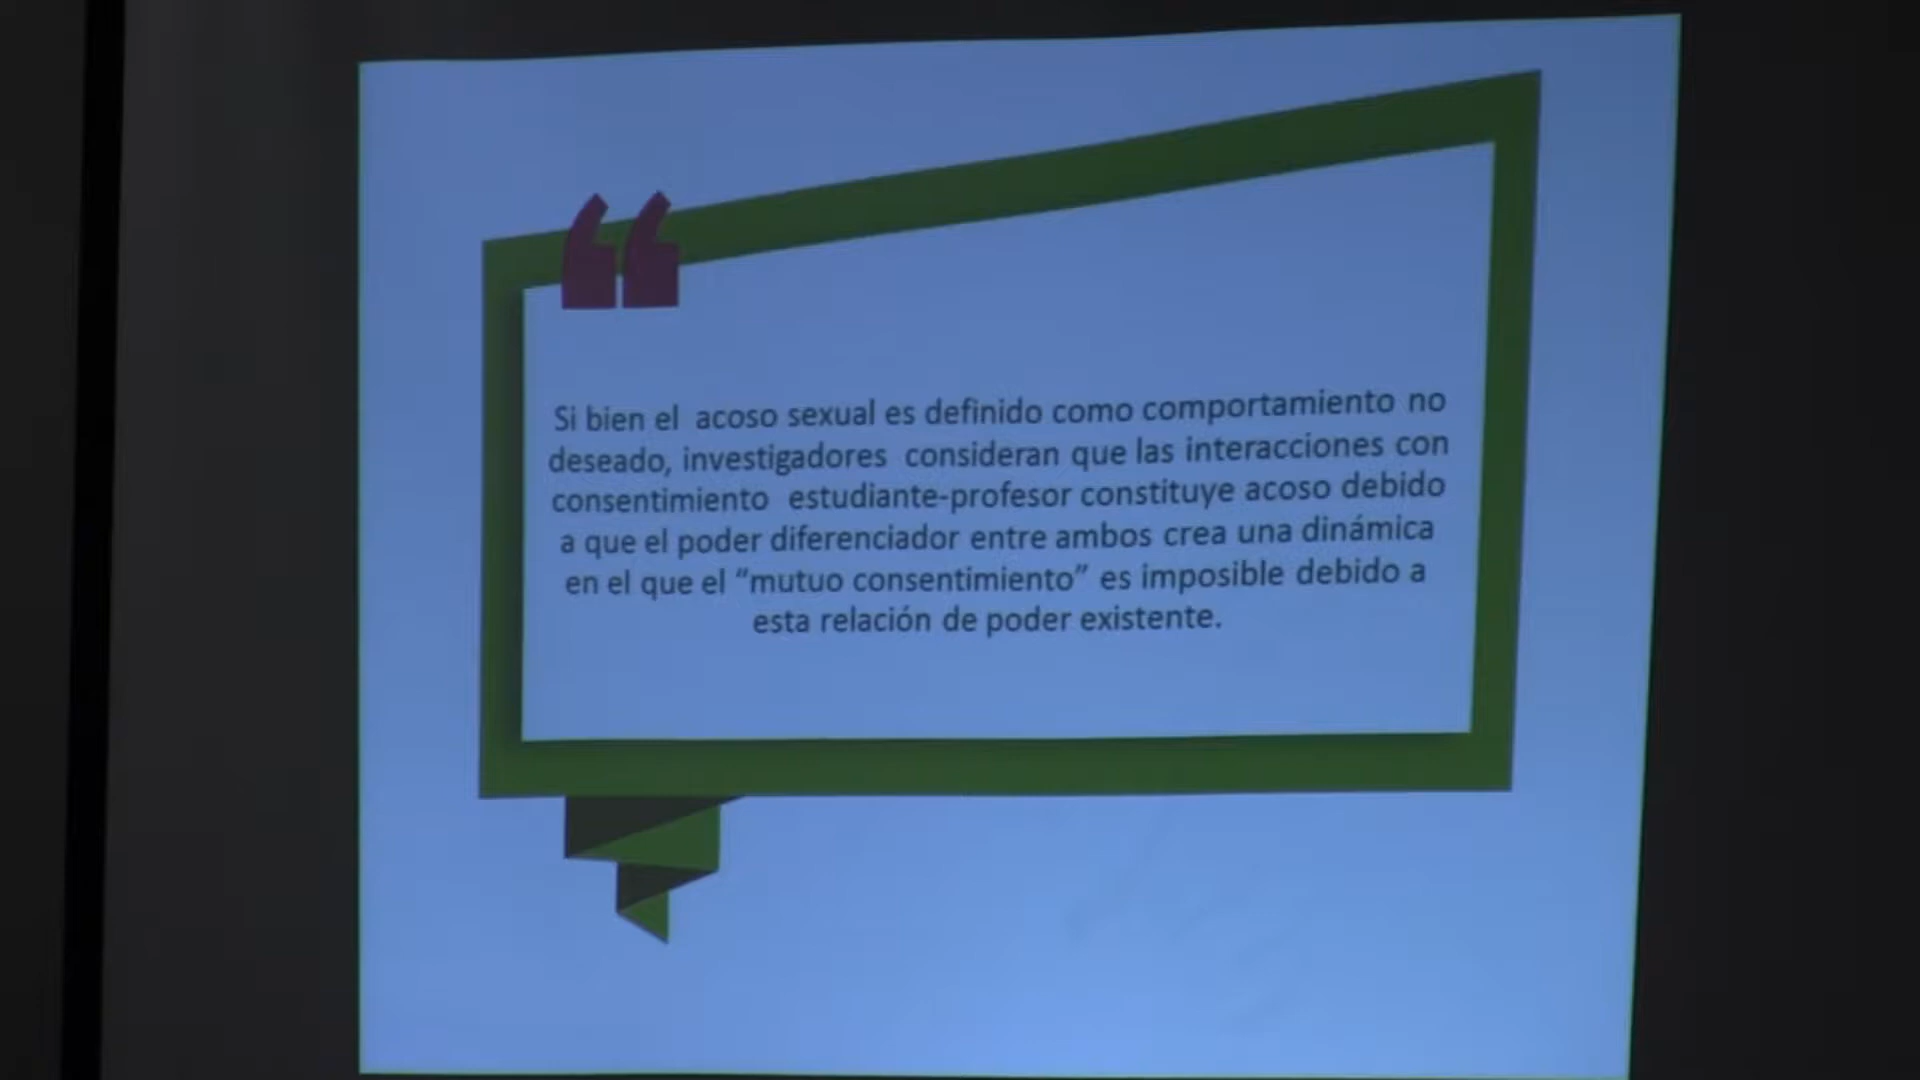 Si bien el acoso sexual es definido como comportamiento no
deseado, investigadores consideran que las interacciones con
consentimiento estudiante-profesor constituye acoso debido
a que el poder diferenciador entre ambos crea una dinámica
en el que el “mutuo consentimiento” es imposible debido a
esta relación de poder existente.